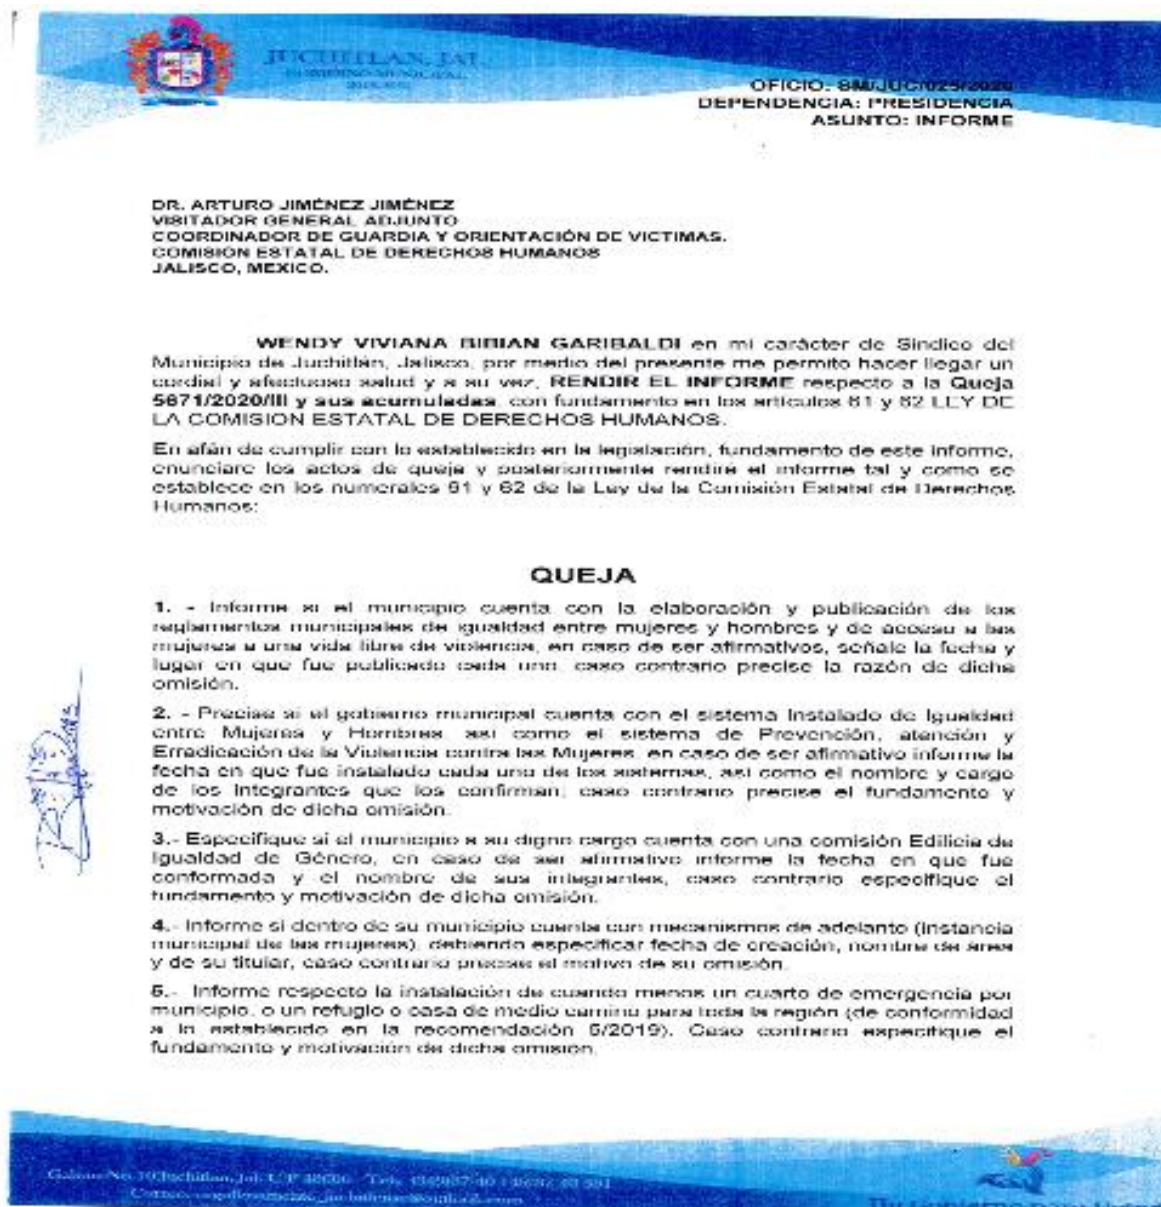 JUCHITLAN, JAL.
GOBIERNO MUNICIPAL
OFICIO: SM/JUC/025/2020
DEPENDENCIA: PRESIDENCIA
ASUNTO: INFORME
DR. ARTURO JIMÉNEZ JIMÉNEZ
VISITADOR GENERAL ADJUNTO
COORDINADOR DE GUARDIA Y ORIENTACIÓN DE VICTIMAS.
COMISION ESTATAL DE DERECHOS HUMANOS
JALISCO, MEXICO.
WENDY VIVIANA BIBIAN GARIBALDI en mi carácter de Sindico del
Municipio de Juchitlán, Jalisco, por medio del presente me permito hacer llegar un
cordial y afectuoso salud y a su vez, RENDIR EL INFORME respecto a la Queja
5671/2020/III y sus acumuladas, con fundamento en los artículos 61 y 62 LEY DE
LA COMISION ESTATAL DE DERECHOS HUMANOS.
En afán de cumplir con lo establecido en la legislación, fundamento de este informe,
enunciare los actos de queja y posteriormente rendiré el informe tal y como se
establece en los numerales 61 y 62 de la Ley de la Comisión Estatal de Derechos
Humanos:
QUEJA
1. - Informe si el municipio cuenta con la elaboración y publicación de los
reglamentos municipales de igualdad entre mujeres y hombres y de acceso a las
mujeres a una vida libre de violencia, en caso de ser afirmativos, señale la fecha y
lugar en que fue publicado cada uno, caso contrario precise la razón de dicha
omisión.
2. - Precise si el gobierno municipal cuenta con el sistema Instalado de Igualdad
entre Mujeres y Hombres, así como el sistema de Prevención, atención y
Erradicación de la Violencia contra las Mujeres, en caso de ser afirmativo informe la
fecha en que fue instalado cada uno de los sistemas, así como el nombre y cargo
de los Integrantes que los confirman, caso contrario precise el fundamento y
motivación de dicha omisión.
3.- Especifique si el municipio a su digno cargo cuenta con una comisión Edilicia de
Igualdad de Género, en caso de ser afirmativo informe la fecha en que fue
conformada y el nombre de sus integrantes, caso contrario especifique el
fundamento y motivación de dicha omisión.
4.- Informe si dentro de su municipio cuenta con mecanismos de adelanto (instancia
municipal de las mujeres), debiendo especificar fecha de creación, nombre de área
y de su titular, caso contrario precise el motivo de su omisión.
5.- Informe respecto la instalación de cuando menos un cuarto de emergencia por
municipio, o un refugio o casa de medio camino para toda la región (de conformidad
a lo establecido en la recomendación 5/2019). Caso contrario especifique el
fundamento y motivación de dicha omisión.
Juchitlan, Jal. C.P.